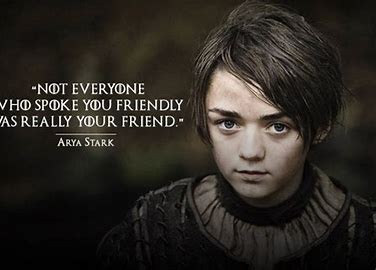 "NOT EVERYONE
WHO SPOKE YOU FRIENDLY
WAS REALLY YOUR FRIEND."
ARYA STARK